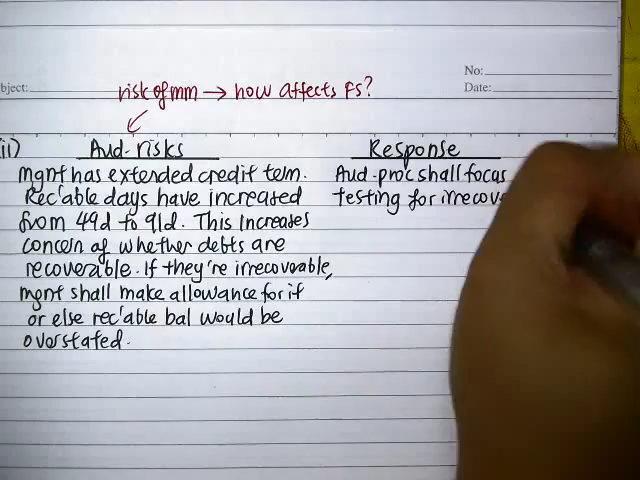 No:
bject:
Date:
risk of mm → how affects FS?
ii)
Aud-risks
Response
mgnt has extended credit term.
Rec'able days have increased
from 49d to 91d. This increases
concern of whether debts are
recoverable. If they're irrecoverable,
mgnt shall make allowance for it
or else rec'able bal would be
overstated.
Aud-proc shall focus
testing for irrecov